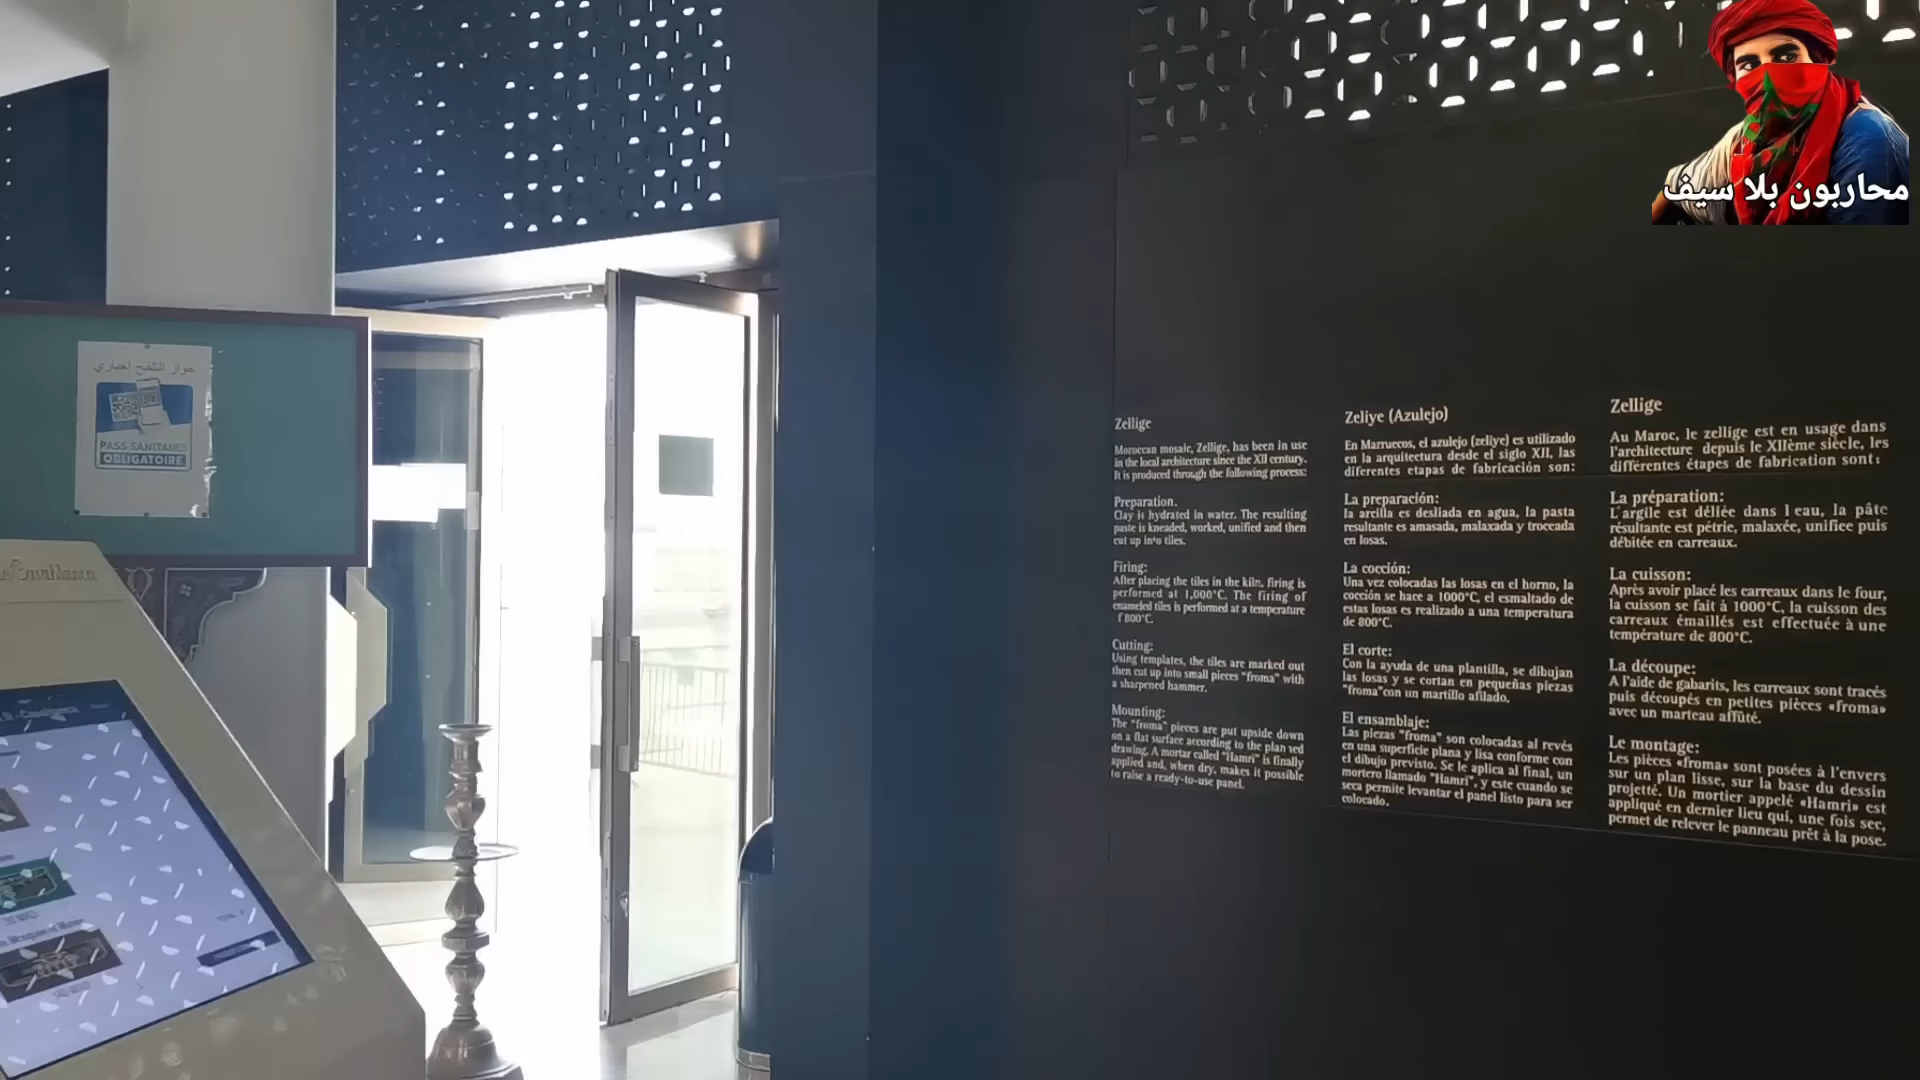 محاربون بلا سيف
جواز التلقيح اجباري
PASS SANITAIRE
OBLIGATOIRE
Zellige
Moroccan mosaic, Zellige, has been in use
in the local architecture since the XII century.
It is produced through the following process:
Preparation.
Clay is hydrated in water. The resulting
paste is kneaded, worked, unified and then
cut up into tiles.
Firing:
After placing the tiles in the kiln, firing is
performed at 1,000°C. The firing of
enameled tiles is performed at a temperature
f 800°C.
Cutting:
Using templates, the tiles are marked out
then cut up into small pieces "froma" with
a sharpened hammer.
Mounting:
The "froma" pieces are put upside down
on a flat surface according to the plan ved
drawing. A mortar called "Hamri" is finally
applied and, when dry, makes it possible
to raise a ready-to-use panel.
Zeliye (Azulejo)
En Marruecos, el azulejo (zeliye) es utilizado
en la arquitectura desde el siglo XII, las
diferentes etapas de fabricación son:
La preparación:
la arcilla es desliada en agua, la pasta
resultante es amasada, malaxada y troceada
en losas.
La cocción:
Una vez colocadas las losas en el horno, la
cocción se hace a 1000°C, el esmaltado de
estas losas es realizado a una temperatura
de 800°C.
El corte:
Con la ayuda de una plantilla, se dibujan
las losas y se cortan en pequeñas piezas
"froma"con un martillo afilado.
El ensamblaje:
Las piezas "froma" son colocadas al revés
en una superficie plana y lisa conforme con
el dibujo previsto. Se le aplica al final, un
mortero llamado "Hamri", y este cuando se
seca permite levantar el panel listo para ser
colocado.
Zellige
Au Maroc, le zellige est en usage dans
l'architecture depuis le XIIème siècle, les
différentes étapes de fabrication sont:
La préparation:
L'argile est déliée dans l eau, la pâte
résultante est pétrie, malaxée, unifiee puis
débitée en carreaux.
La cuisson:
Après avoir placé les carreaux dans le four,
la cuisson se fait à 1000°C, la cuisson des
carreaux émaillés est effectuée à une
température de 800°C.
La découpe:
A l'aide de gabarits, les carreaux sont tracés
puis découpés en petites pièces «froma»
avec un marteau affûté.
Le montage:
Les pièces «froma» sont posées à l'envers
sur un plan lisse, sur la base du dessin
projetté. Un mortier appelé «Hamri» est
appliqué en dernier lieu qui, une fois sec,
permet de relever le panneau prêt à la pose.